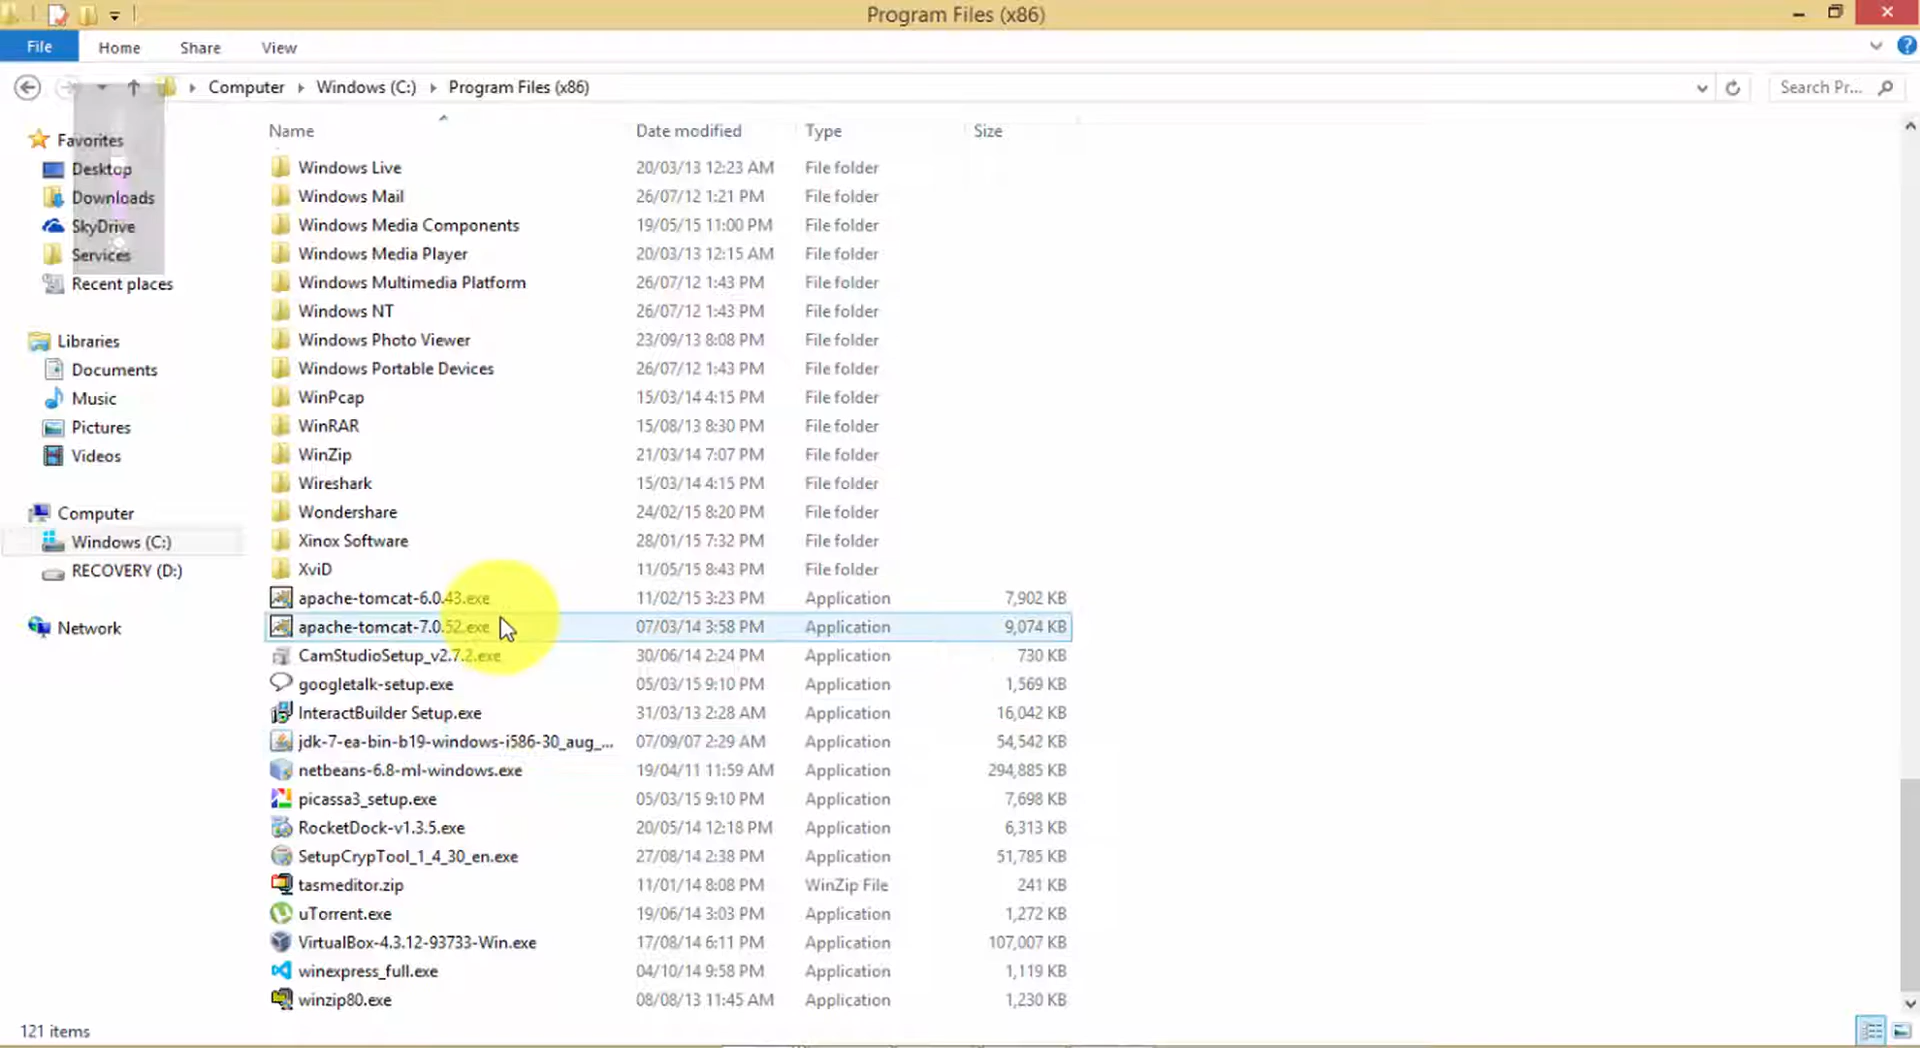 Program Files (x86)
File Home Share View
Computer Windows (C:) Program Files (x86) Search Pr...
Name Date modified Type Size
Favorites
Desktop
Downloads
SkyDrive
Services
Recent places
Libraries
Documents
Music
Pictures
Videos
Computer
Windows (C:)
RECOVERY (D:)
Network
Windows Live 20/03/13 12:23 AM File folder
Windows Mail 26/07/12 1:21 PM File folder
Windows Media Components 19/05/15 11:00 PM File folder
Windows Media Player 20/03/13 12:15 AM File folder
Windows Multimedia Platform 26/07/12 1:43 PM File folder
Windows NT 26/07/12 1:43 PM File folder
Windows Photo Viewer 23/09/13 8:08 PM File folder
Windows Portable Devices 26/07/12 1:43 PM File folder
WinPcap 15/03/14 4:15 PM File folder
WinRAR 15/08/13 8:30 PM File folder
WinZip 21/03/14 7:07 PM File folder
Wireshark 15/03/14 4:15 PM File folder
Wondershare 24/02/15 8:20 PM File folder
Xinox Software 28/01/15 7:32 PM File folder
XviD 11/05/15 8:43 PM File folder
apache-tomcat-6.0.43.exe 11/02/15 3:23 PM Application 7,902 KB
apache-tomcat-7.0.52.exe 07/03/14 3:58 PM Application 9,074 KB
CamStudioSetup_v2.7.2.exe 30/06/14 2:24 PM Application 730 KB
googletalk-setup.exe 05/03/15 9:10 PM Application 1,569 KB
InteractBuilder Setup.exe 31/03/13 2:28 AM Application 16,042 KB
jdk-7-ea-bin-b19-windows-i586-30_aug_... 07/09/07 2:29 AM Application 54,542 KB
netbeans-6.8-ml-windows.exe 19/04/11 11:59 AM Application 294,885 KB
picassa3_setup.exe 05/03/15 9:10 PM Application 7,698 KB
RocketDock-v1.3.5.exe 20/05/14 12:18 PM Application 6,313 KB
SetupCrypTool_1_4_30_en.exe 27/08/14 2:38 PM Application 51,785 KB
tasmeditor.zip 11/01/14 8:08 PM WinZip File 241 KB
uTorrent.exe 19/06/14 3:03 PM Application 1,272 KB
VirtualBox-4.3.12-93733-Win.exe 17/08/14 6:11 PM Application 107,007 KB
winexpress_full.exe 04/10/14 9:58 PM Application 1,119 KB
winzip80.exe 08/08/13 11:45 AM Application 1,230 KB
121 items